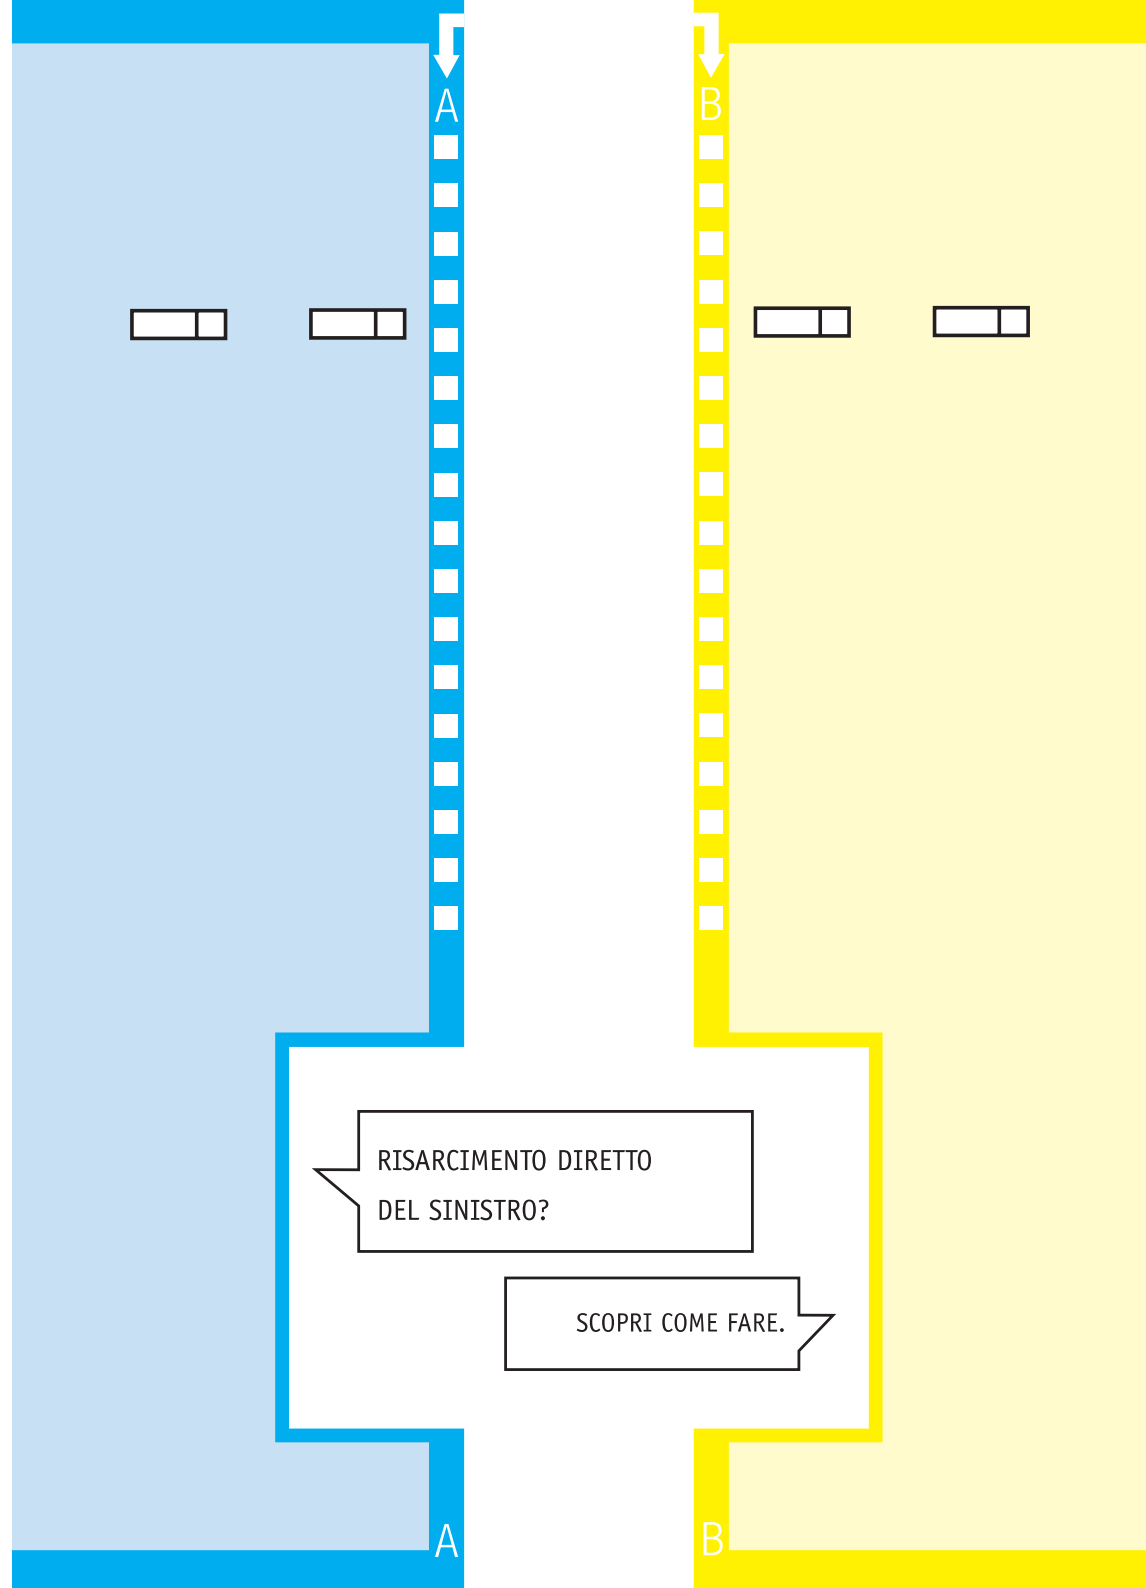 A B
RISARCIMENTO DIRETTO
DEL SINISTRO?
SCOPRI COME FARE.
A B